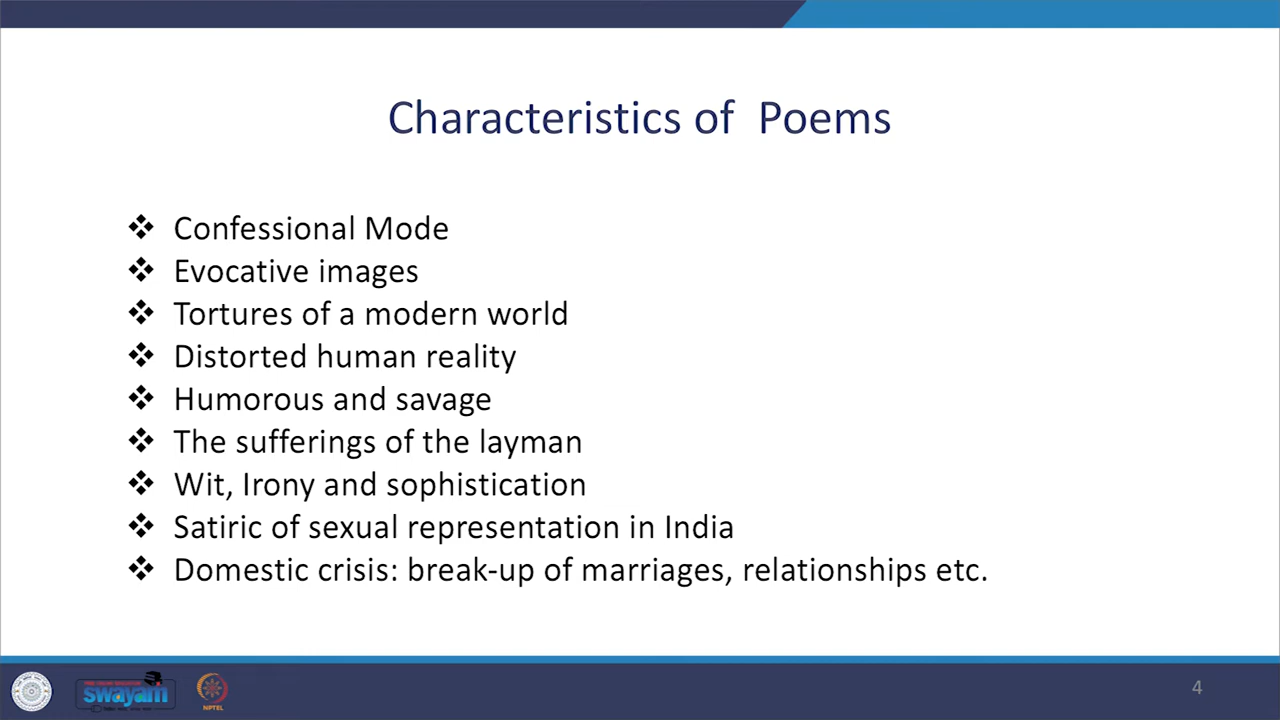 Characteristics of  Poems
❖ Confessional Mode
❖ Evocative images
❖ Tortures of a modern world
❖ Distorted human reality
❖ Humorous and savage
❖ The sufferings of the layman
❖ Wit, Irony and sophistication
❖ Satiric of sexual representation in India
❖ Domestic crisis: break-up of marriages, relationships etc.
swayam
NPTEL
4